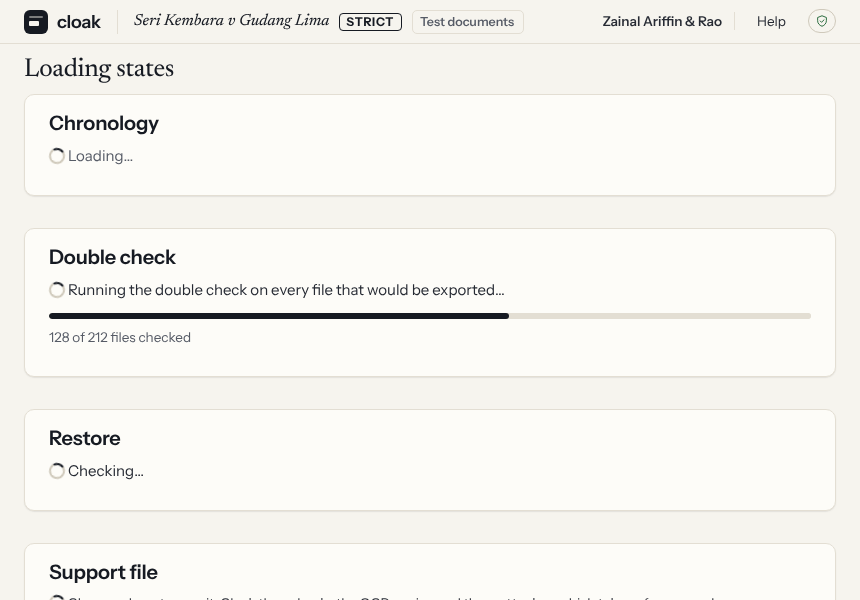 cloak Seri Kembara v Gudang Lima STRICT Test documents Zainal Ariffin & Rao Help
Loading states
Chronology
Loading...
Double check
Running the double check on every file that would be exported...
128 of 212 files checked
Restore
Checking...
Support file